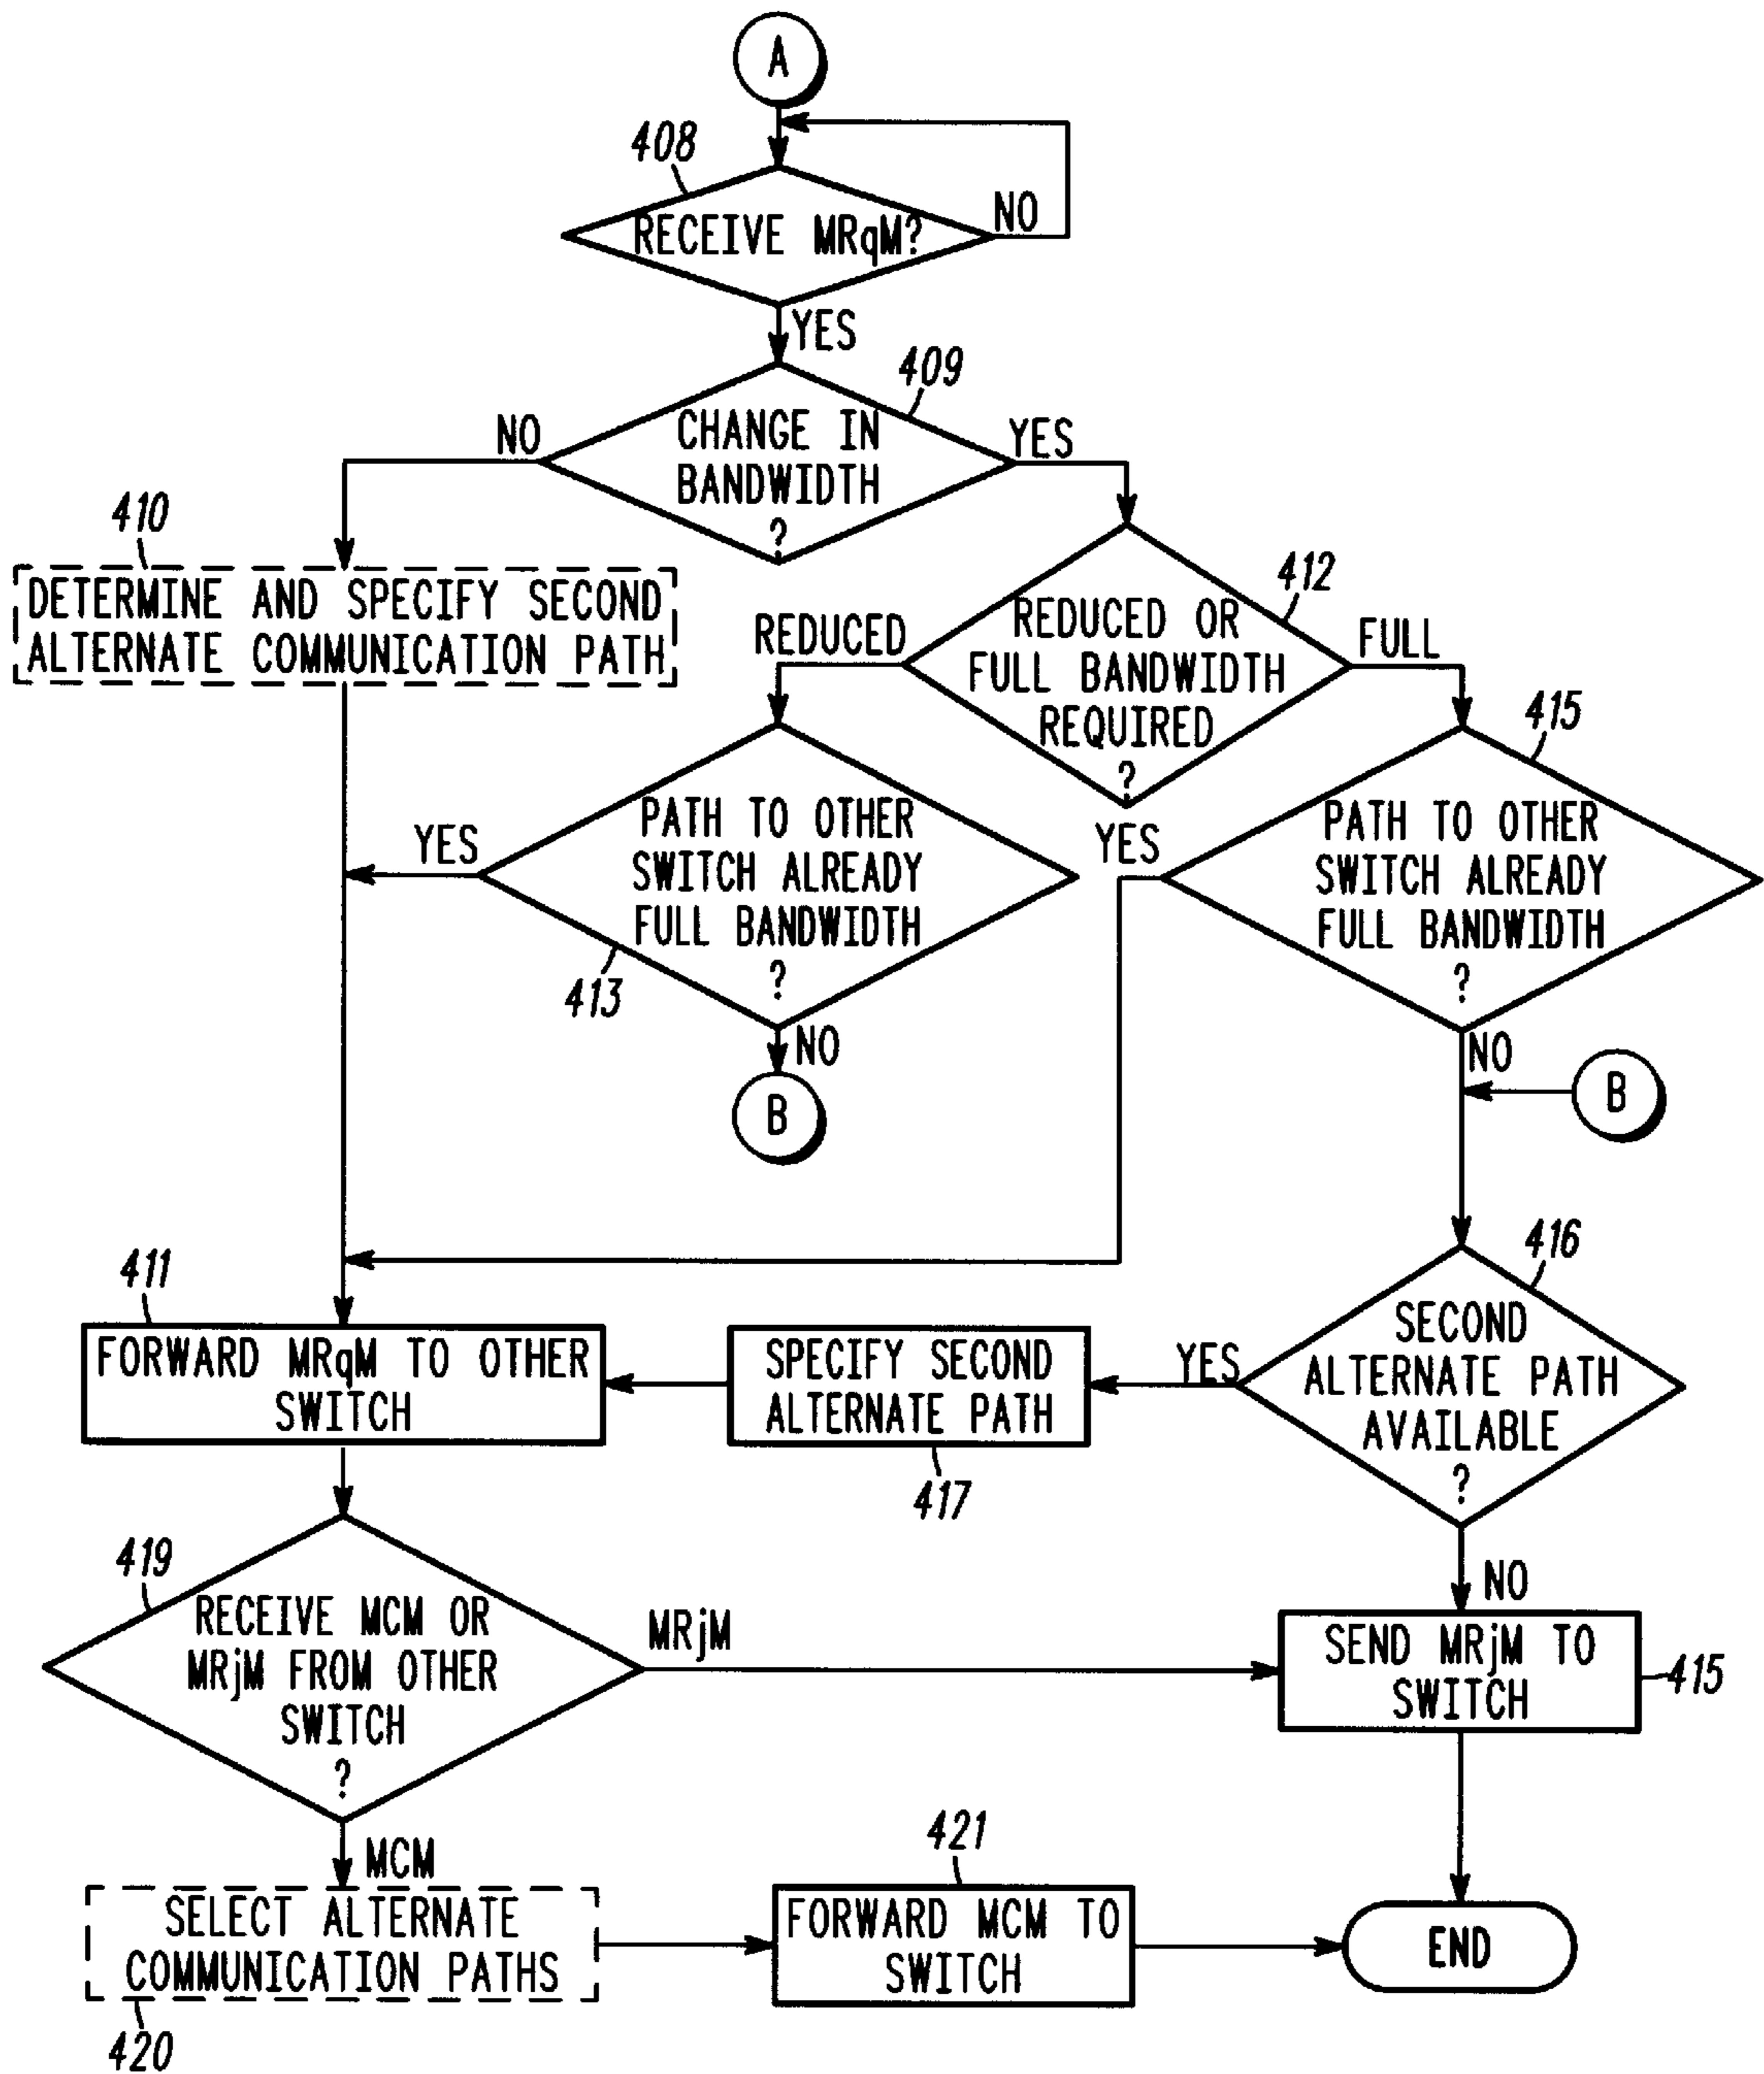 A
408
RECEIVE MRqM?
NO
YES
409
CHANGE IN
BANDWIDTH
?
NO
YES
410
DETERMINE AND SPECIFY SECOND
ALTERNATE COMMUNICATION PATH
412
REDUCED OR
FULL BANDWIDTH
REQUIRED
?
REDUCED
FULL
413
PATH TO OTHER
SWITCH ALREADY
FULL BANDWIDTH
?
YES
NO
B
415
PATH TO OTHER
SWITCH ALREADY
FULL BANDWIDTH
?
YES
NO
B
411
FORWARD MRqM TO OTHER
SWITCH
SPECIFY SECOND
ALTERNATE PATH
417
YES
416
SECOND
ALTERNATE PATH
AVAILABLE
?
NO
419
RECEIVE MCM OR
MRjM FROM OTHER
SWITCH
?
MRjM
SEND MRjM TO
SWITCH
415
MCM
SELECT ALTERNATE
COMMUNICATION PATHS
420
421
FORWARD MCM TO
SWITCH
END